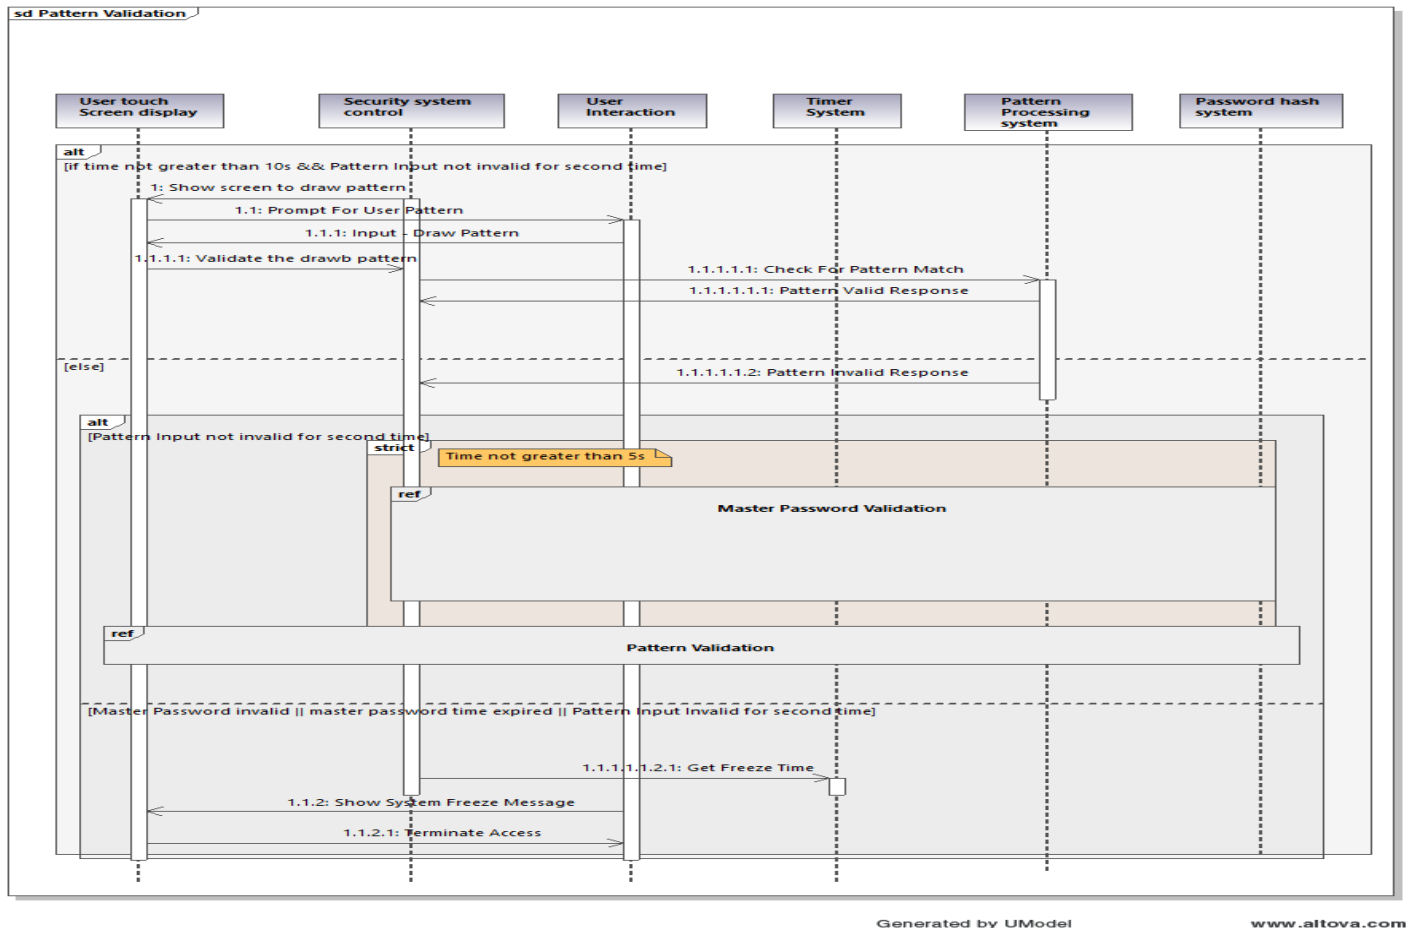 sd Pattern Validation
User touch
Screen display
Security system
control
User
Interaction
Timer
System
Pattern
Processing
system
Password hash
system
alt
[if time not greater than 10s && Pattern Input not invalid for second time]
1: Show screen to draw pattern
1.1: Prompt For User Pattern
1.1.1: Input - Draw Pattern
1.1.1.1: Validate the drawb pattern
1.1.1.1.1: Check For Pattern Match
1.1.1.1.1.1: Pattern Valid Response
[else]
1.1.1.1.1.2: Pattern Invalid Response
alt
[Pattern Input not invalid for second time]
strict
Time not greater than 5s
ref
Master Password Validation
ref
Pattern Validation
[Master Password invalid || master password time expired || Pattern Input Invalid for second time]
1.1.1.1.1.2.1: Get Freeze Time
1.1.2: Show System Freeze Message
1.1.2.1: Terminate Access
Generated by UModel
www.altova.com